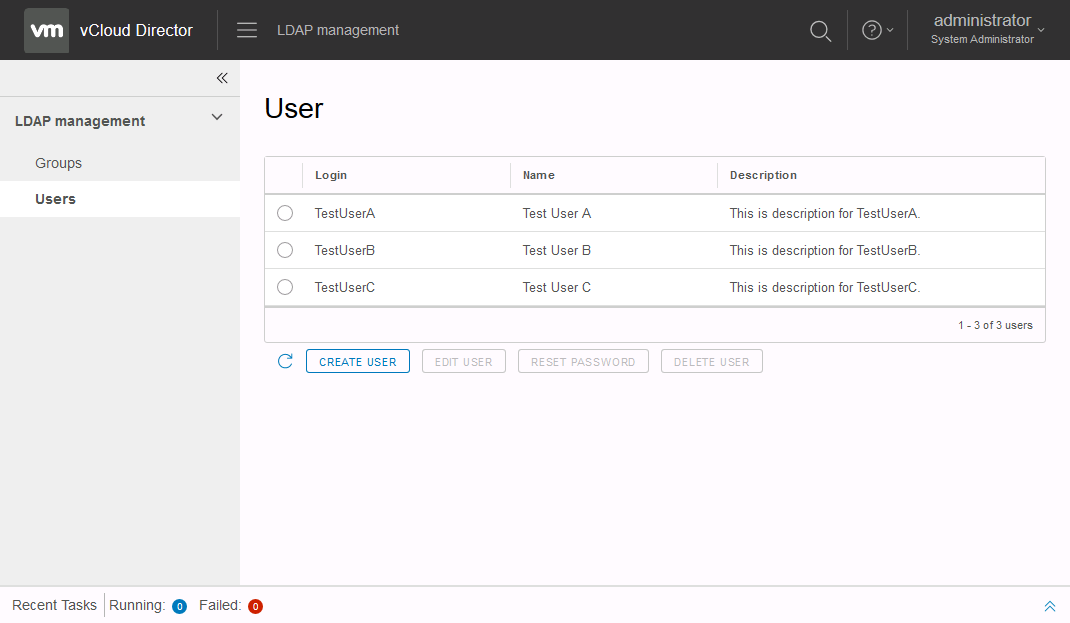 vm vCloud Director LDAP management ? administrator
System Administrator
LDAP management
Groups
Users
User
Login Name Description
TestUserA Test User A This is description for TestUserA.
TestUserB Test User B This is description for TestUserB.
TestUserC Test User C This is description for TestUserC.
1 - 3 of 3 users
CREATE USER EDIT USER RESET PASSWORD DELETE USER
Recent Tasks Running: 0 Failed: 0